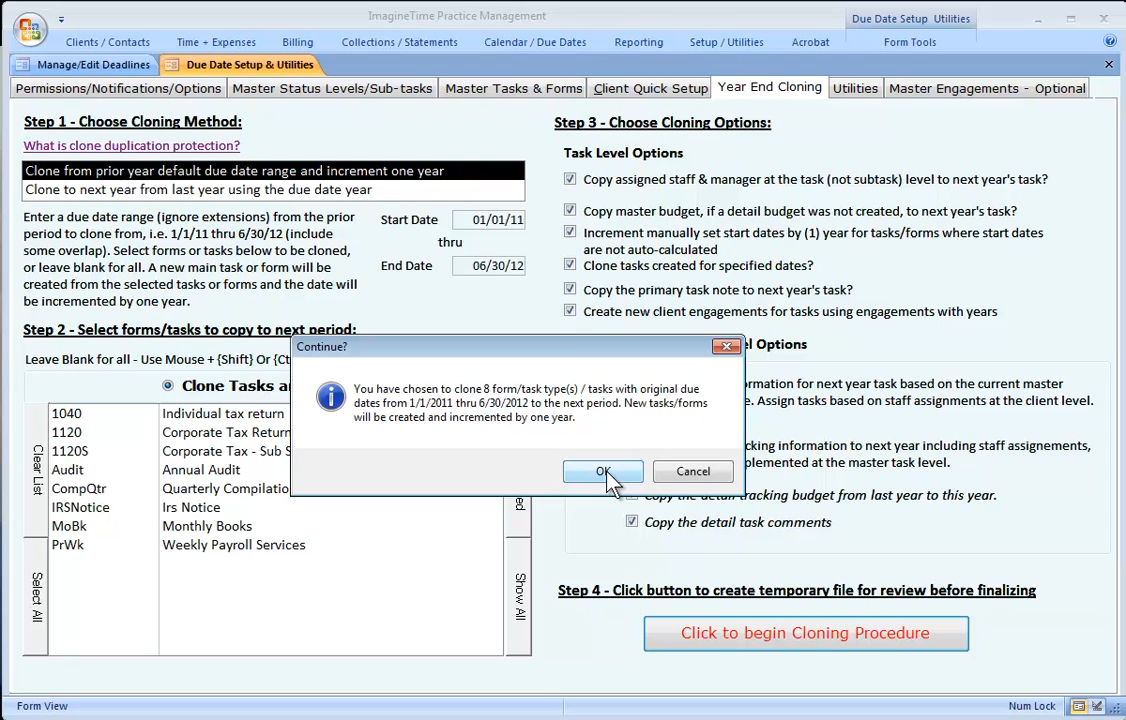 ImagineTime Practice Management
Due Date Setup Utilities
Clients / Contacts Time + Expenses Billing Collections / Statements Calendar / Due Dates Reporting Setup / Utilities Acrobat Form Tools
Manage/Edit Deadlines Due Date Setup & Utilities
Permissions/Notifications/Options Master Status Levels/Sub-tasks Master Tasks & Forms Client Quick Setup Year End Cloning Utilities Master Engagements - Optional
Step 1 - Choose Cloning Method:
What is clone duplication protection?
Clone from prior year default due date range and increment one year
Clone to next year from last year using the due date year
Enter a due date range (ignore extensions) from the prior
period to clone from, i.e. 1/1/11 thru 6/30/12 (include
some overlap). Select forms or tasks below to be cloned,
or leave blank for all. A new main task or form will be
created from the selected tasks or forms and the date will
be incremented by one year.
Start Date 01/01/11
thru
End Date 06/30/12
Step 2 - Select forms/tasks to copy to next period:
Leave Blank for all - Use Mouse + {Shift} Or {Ct
Clone Tasks an
Clear List
Select All
1040 Individual tax return
1120 Corporate Tax Return
1120S Corporate Tax - Sub S
Audit Annual Audit
CompQtr Quarterly Compilatio
IRSNotice Irs Notice
MoBk Monthly Books
PrWk Weekly Payroll Services
ed
Show All
Step 3 - Choose Cloning Options:
Task Level Options
Copy assigned staff & manager at the task (not subtask) level to next year's task?
Copy master budget, if a detail budget was not created, to next year's task?
Increment manually set start dates by (1) year for tasks/forms where start dates
are not auto-calculated
Clone tasks created for specified dates?
Copy the primary task note to next year's task?
Create new client engagements for tasks using engagements with years
l Options
ormation for next year task based on the current master
e. Assign tasks based on staff assignments at the client level.
cking information to next year including staff assignements,
plemented at the master task level.
Copy the detail tracking budget from last year to this year.
Copy the detail task comments
Continue?
You have chosen to clone 8 form/task type(s) / tasks with original due
dates from 1/1/2011 thru 6/30/2012 to the next period. New tasks/forms
will be created and incremented by one year.
OK Cancel
Step 4 - Click button to create temporary file for review before finalizing
Click to begin Cloning Procedure
Form View Num Lock